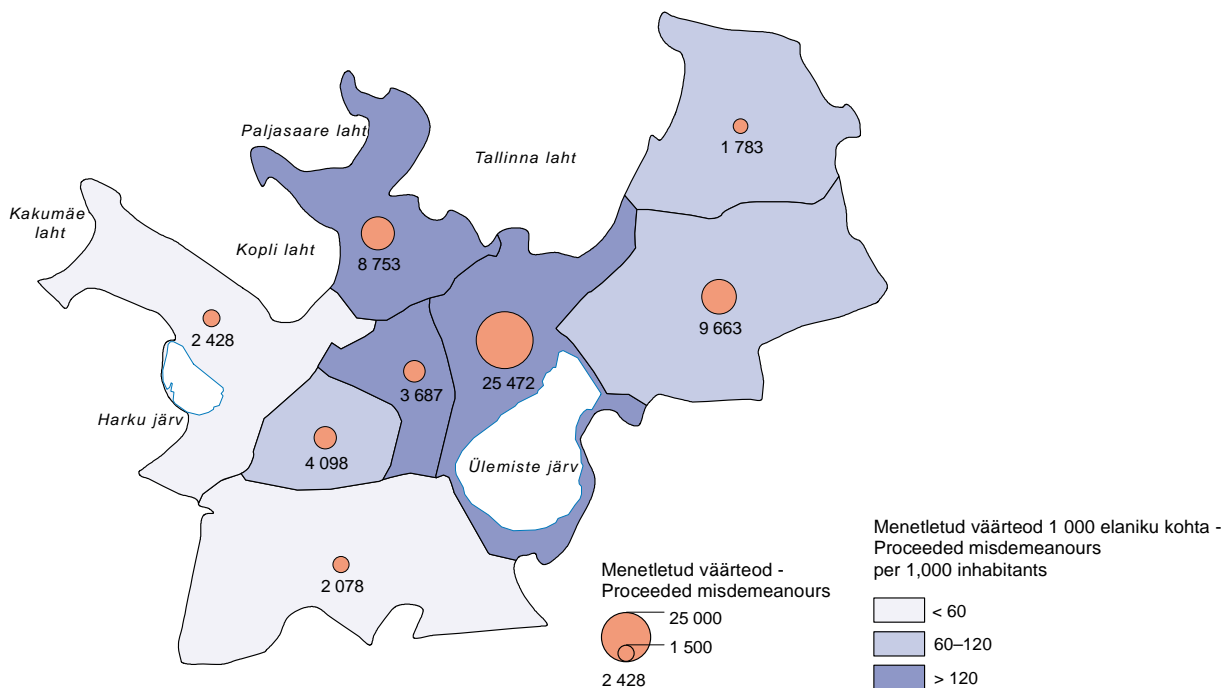 Paljasaare laht
Tallinna laht
1 783
Kakumäe
laht
Kopli laht
8 753
9 663
2 428
25 472
3 687
Harku järv
4 098
Ülemiste järv
2 078
Menetletud väärteod -
Proceeded misdemeanours
25 000
1 500
2 428
Menetletud väärteod 1 000 elaniku kohta -
Proceeded misdemeanours
per 1,000 inhabitants
< 60
60–120
> 120